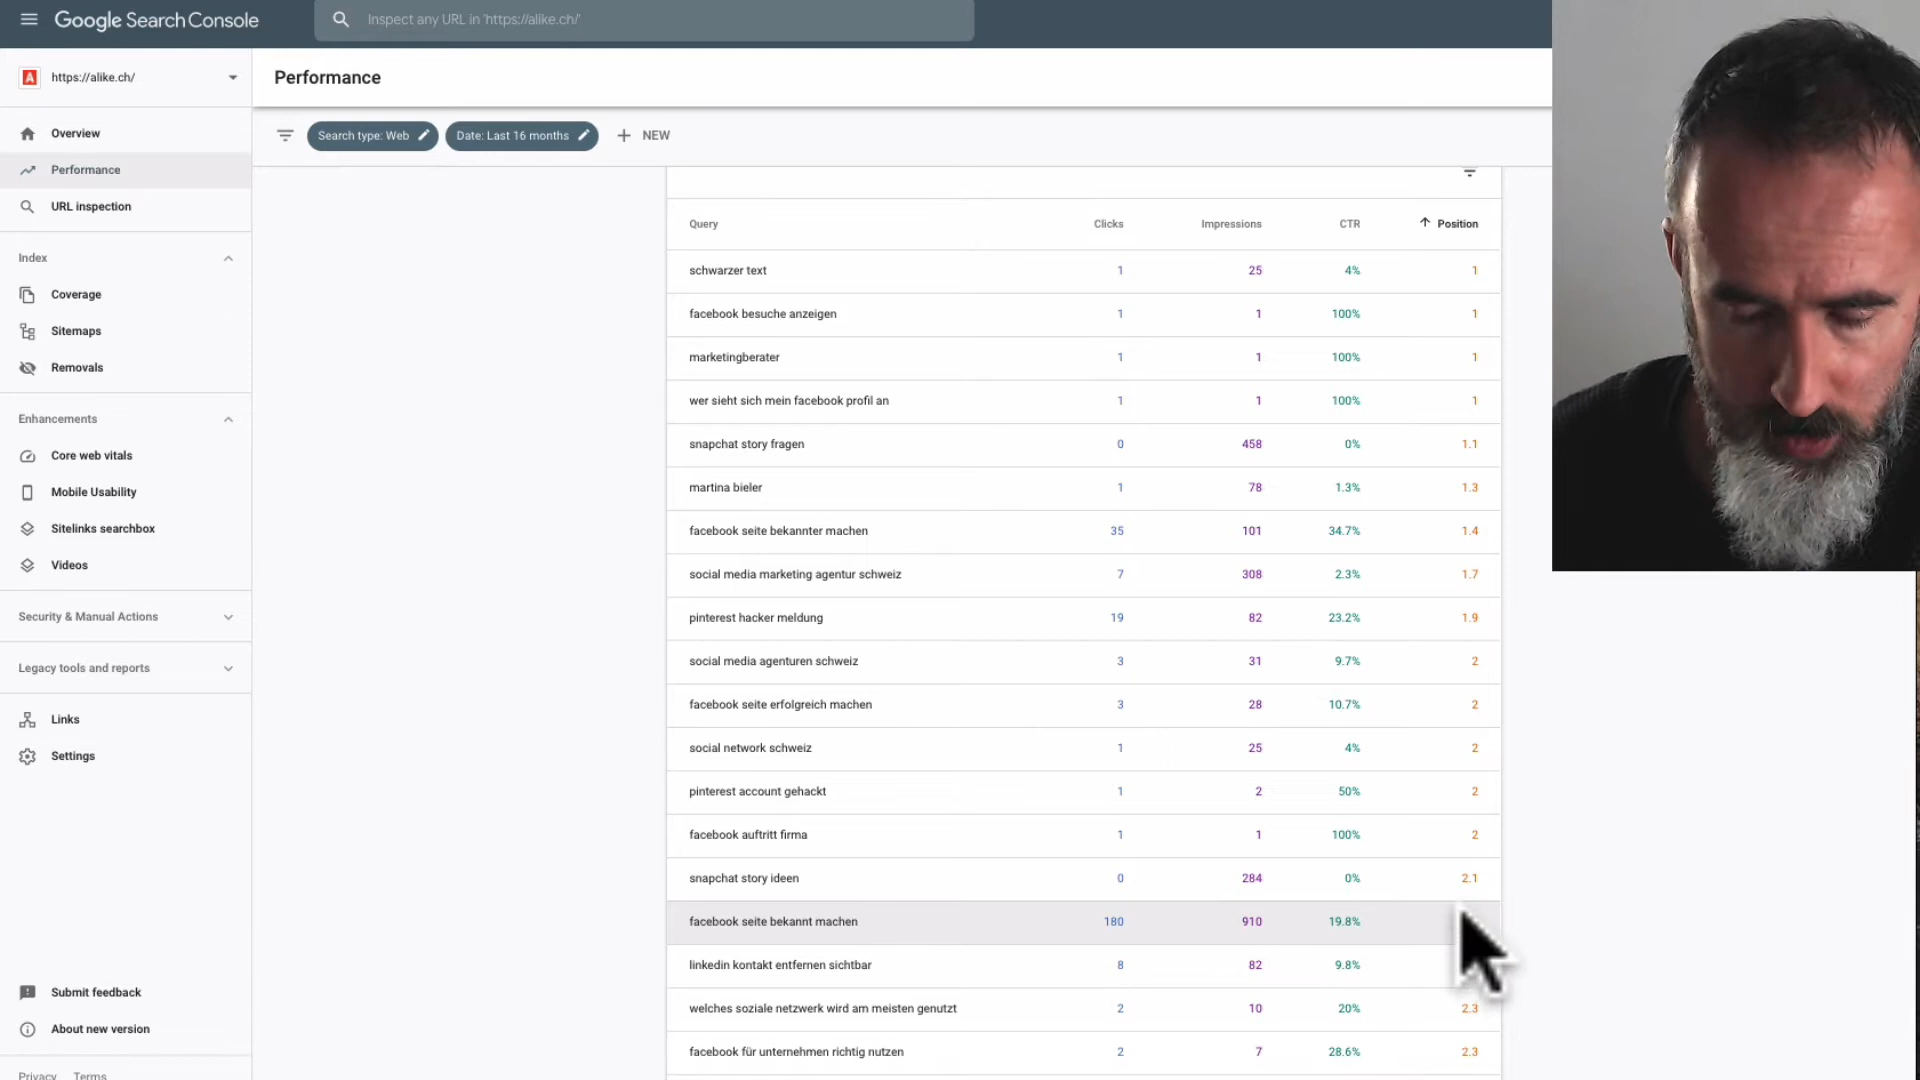 Google Search Console
Inspect any URL in 'https://alike.ch/'
A https://alike.ch/
Performance
Overview
Performance
URL inspection
Index
Coverage
Sitemaps
Removals
Enhancements
Core web vitals
Mobile Usability
Sitelinks searchbox
Videos
Security & Manual Actions
Legacy tools and reports
Links
Settings
Submit feedback
About new version
Privacy Terms
Search type: Web Date: Last 16 months NEW
Query Clicks Impressions CTR Position
schwarzer text 1 25 4% 1
facebook besuche anzeigen 1 1 100% 1
marketingberater 1 1 100% 1
wer sieht sich mein facebook profil an 1 1 100% 1
snapchat story fragen 0 458 0% 1.1
martina bieler 1 78 1.3% 1.3
facebook seite bekannter machen 35 101 34.7% 1.4
social media marketing agentur schweiz 7 308 2.3% 1.7
pinterest hacker meldung 19 82 23.2% 1.9
social media agenturen schweiz 3 31 9.7% 2
facebook seite erfolgreich machen 3 28 10.7% 2
social network schweiz 1 25 4% 2
pinterest account gehackt 1 2 50% 2
facebook auftritt firma 1 1 100% 2
snapchat story ideen 0 284 0% 2.1
facebook seite bekannt machen 180 910 19.8%
linkedin kontakt entfernen sichtbar 8 82 9.8%
welches soziale netzwerk wird am meisten genutzt 2 10 20% 2.3
facebook für unternehmen richtig nutzen 2 7 28.6% 2.3